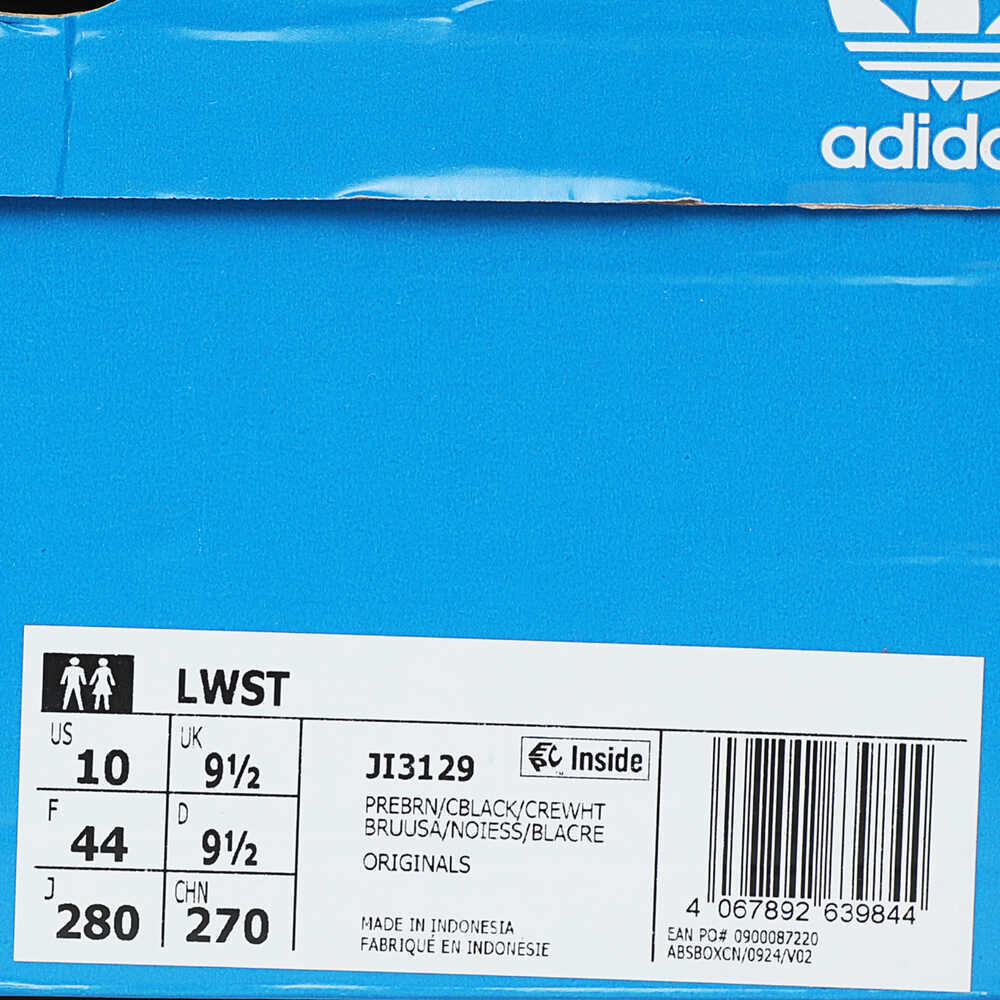 adidas
LWST
US
10
UK
9½
F
44
D
9½
J
280
CHN
270
JI3129
Inside
PREBRN/CBLACK/CREWHT
BRUUSA/NOIESS/BLACRE
ORIGINALS
MADE IN INDONESIA
FABRIQUÉ EN INDONÉSIE
4 067892 639844
EAN PO# 0900087220
ABSBOXCN/0924/V02